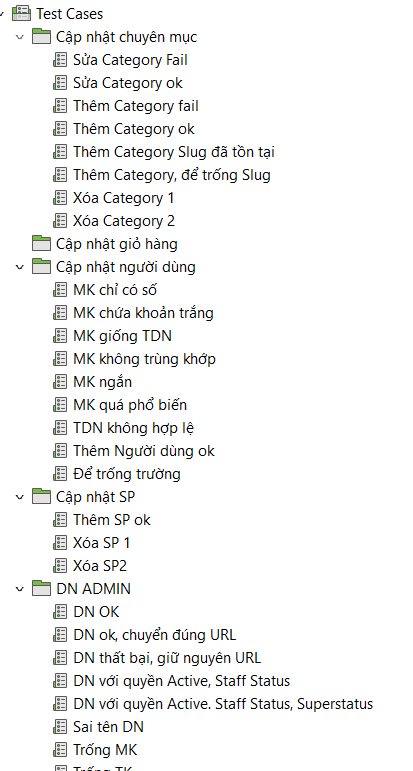 Test Cases
Cập nhật chuyên mục
Sửa Category Fail
Sửa Category ok
Thêm Category fail
Thêm Category ok
Thêm Category Slug đã tồn tại
Thêm Category, để trống Slug
Xóa Category 1
Xóa Category 2
Cập nhật giỏ hàng
Cập nhật người dùng
MK chỉ có số
MK chứa khoản trắng
MK giống TDN
MK không trùng khớp
MK ngắn
MK quá phổ biến
TDN không hợp lệ
Thêm Người dùng ok
Để trống trường
Cập nhật SP
Thêm SP ok
Xóa SP 1
Xóa SP2
DN ADMIN
DN OK
DN ok, chuyển đúng URL
DN thất bại, giữ nguyên URL
DN với quyền Active, Staff Status
DN với quyền Active. Staff Status, Superstatus
Sai tên DN
Trống MK
Trống TK